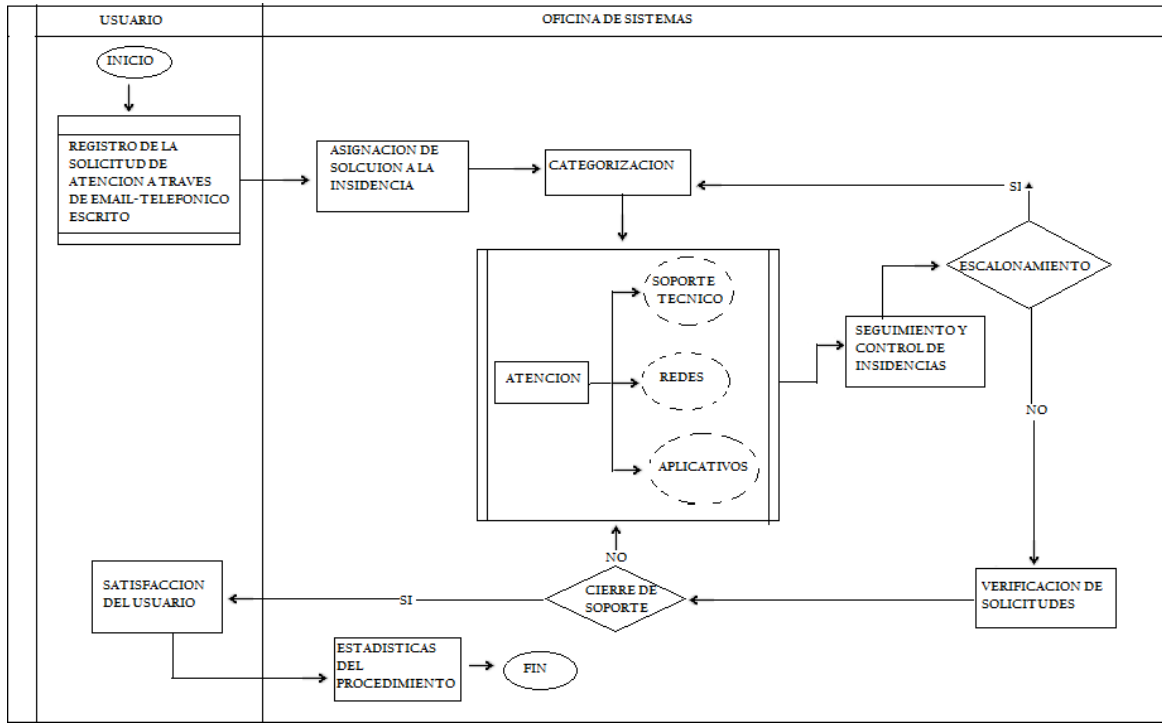 USUARIO
OFICINA DE SISTEMAS
INICIO
REGISTRO DE LA
SOLICITUD DE
ATENCION A TRAVES
DE EMAIL-TELEFONICO
ESCRITO
ASIGNACION DE
SOLCUION A LA
INSIDENCIA
CATEGORIZACION
SI
ESCALONAMIENTO
SOPORTE
TECNICO
ATENCION
REDES
APLICATIVOS
SEGUIMIENTO Y
CONTROL DE
INSIDENCIAS
NO
VERIFICACION DE
SOLICITUDES
NO
CIERRE DE
SOPORTE
SI
SATISFACCION
DEL USUARIO
ESTADISTICAS
DEL
PROCEDIMIENTO
FIN